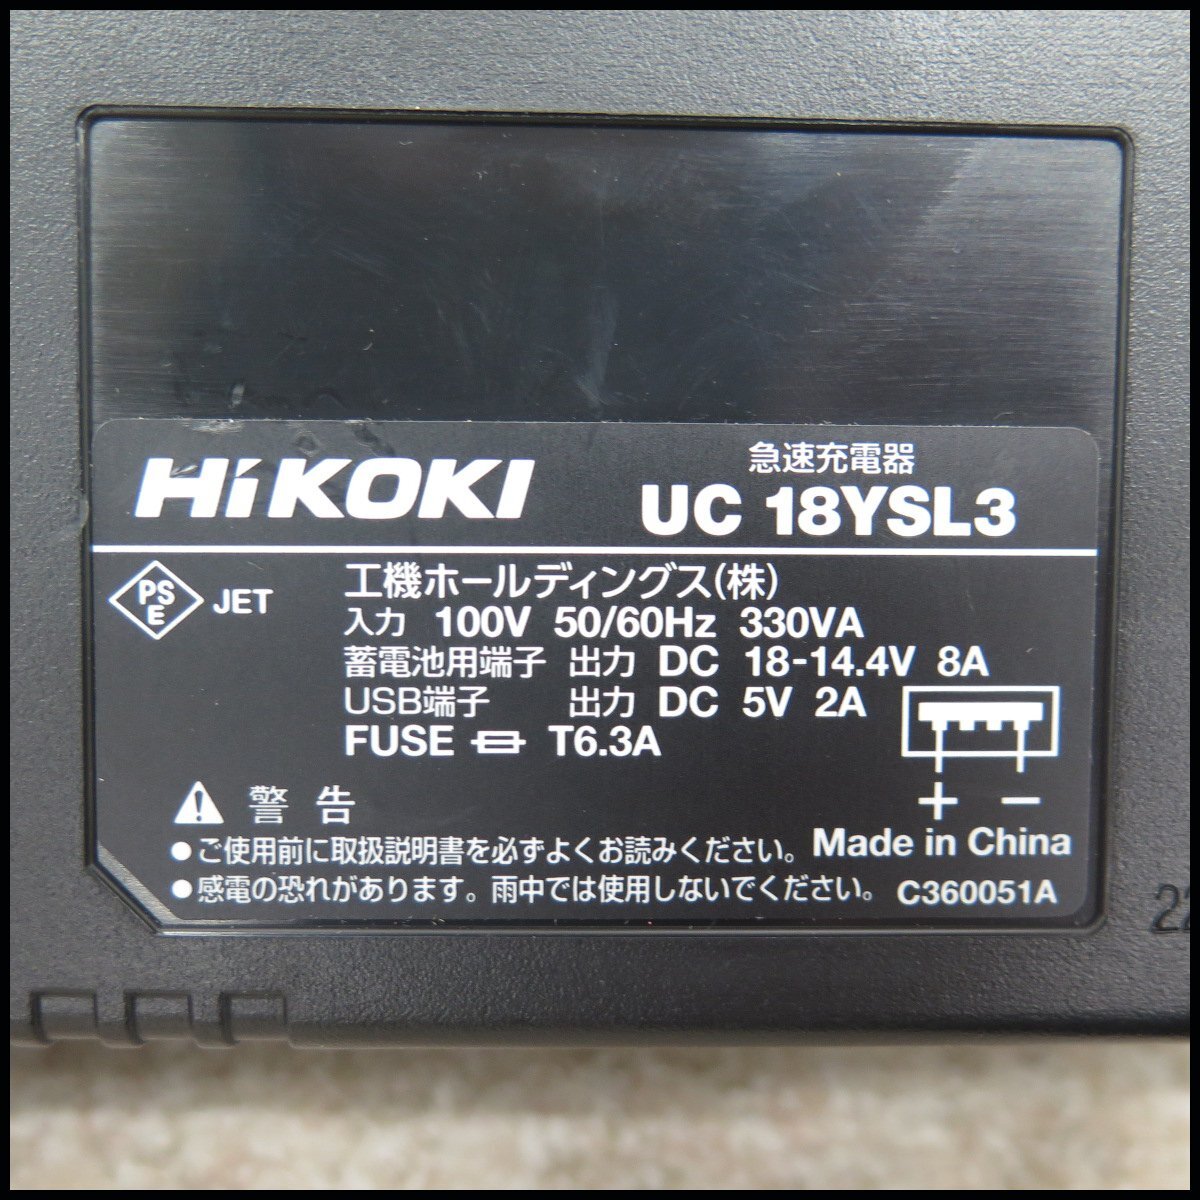 HiKOKI
急速充電器
UC 18YSL3
PSE JET
工機ホールディングス(株)
入力 100V 50/60Hz 330VA
蓄電池用端子 出力 DC 18-14.4V 8A
USB端子 出力 DC 5V 2A
FUSE T6.3A
+ −
警告
●ご使用前に取扱説明書を必ずよくお読みください。
Made in China
●感電の恐れがあります。雨中では使用しないでください。
C360051A